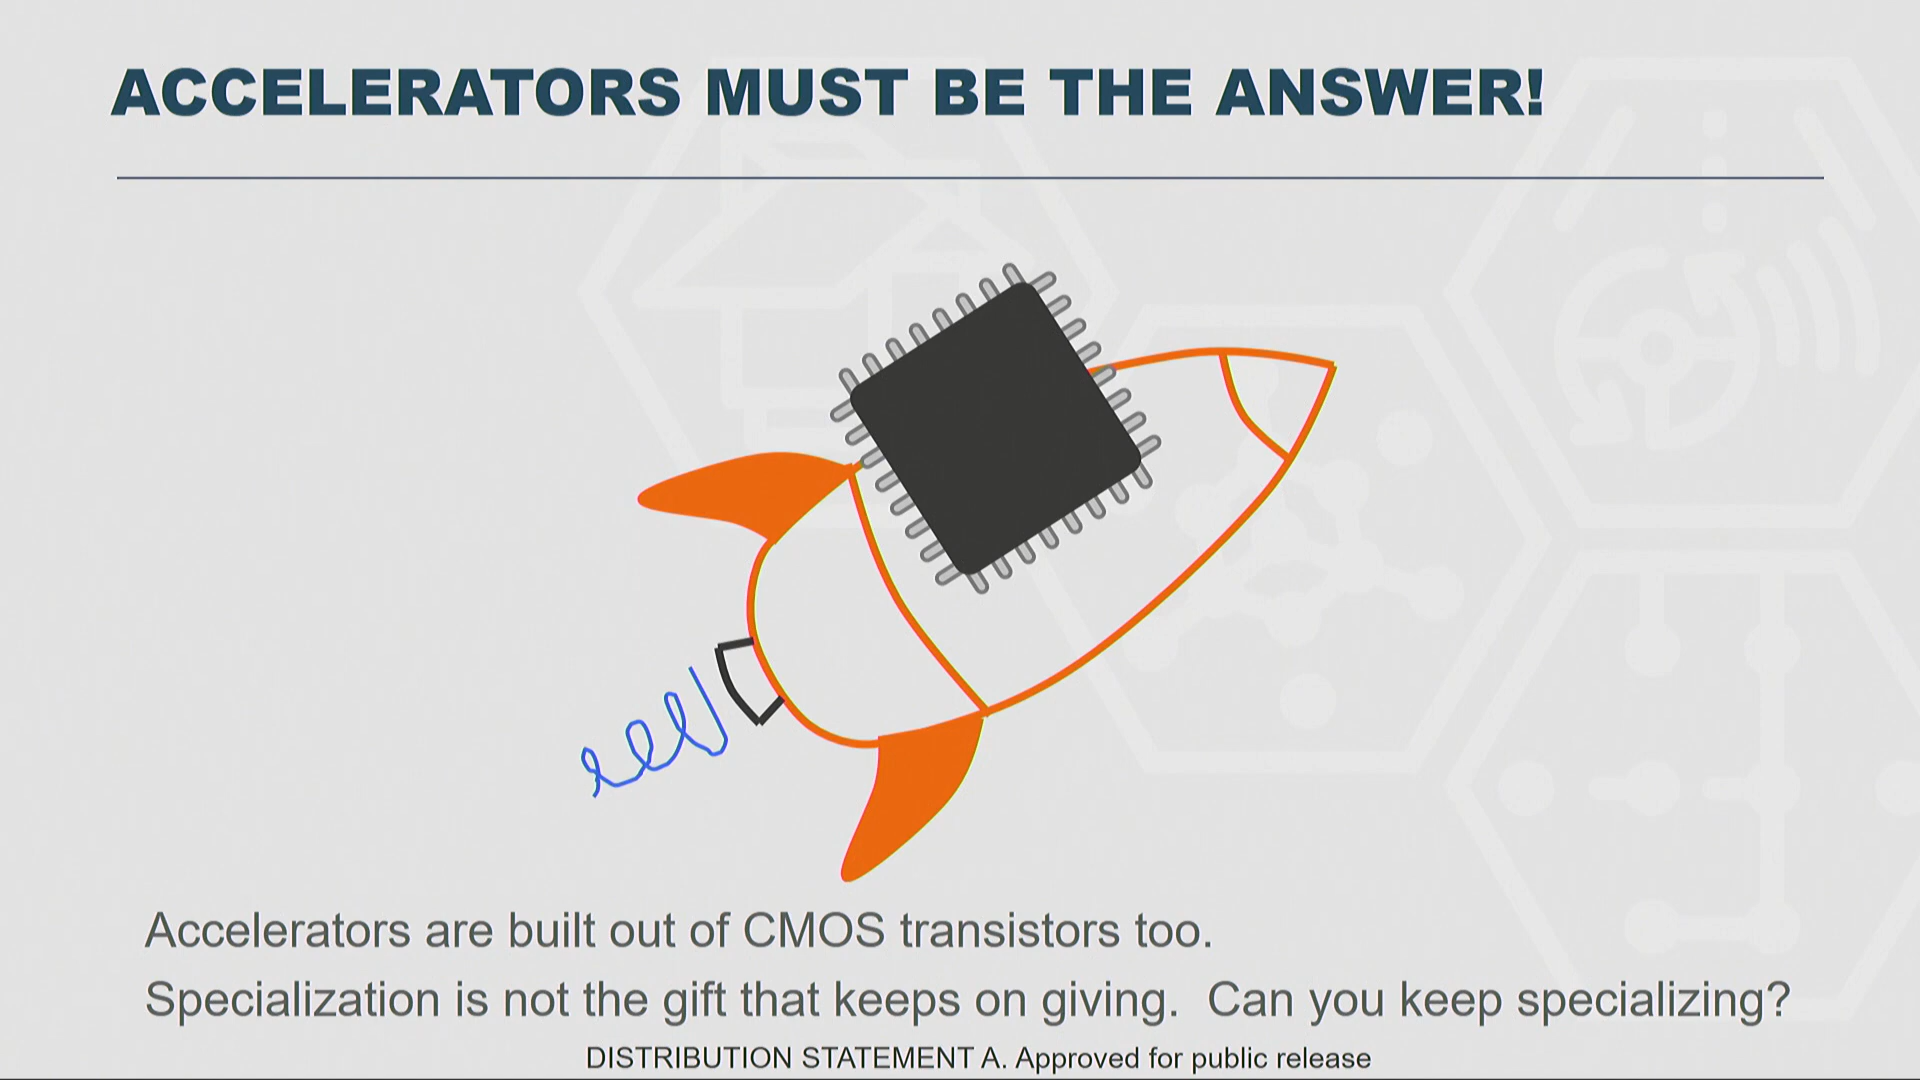 ACCELERATORS MUST BE THE ANSWER!
Accelerators are built out of CMOS transistors too.
Specialization is not the gift that keeps on giving.  Can you keep specializing?
DISTRIBUTION STATEMENT A. Approved for public release